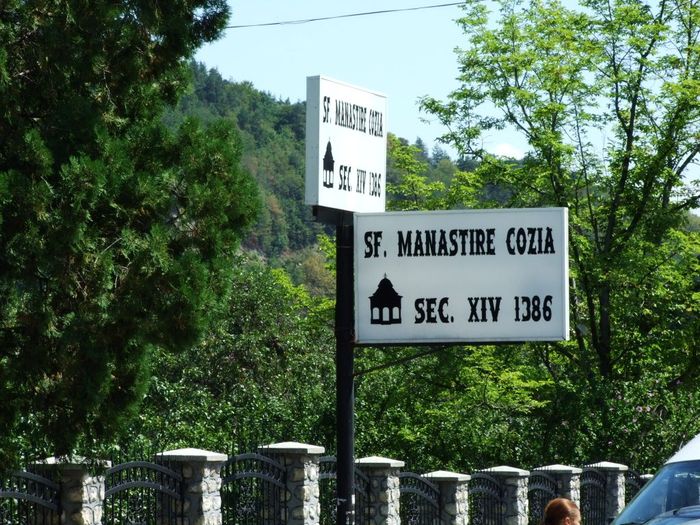 SF. MANASTIRE COZIA
SEC. XIV 1386
SF. MANASTIRE COZIA
SEC. XIV 1386